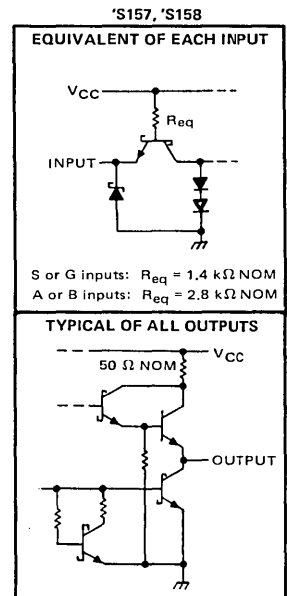 'S157, 'S158
EQUIVALENT OF EACH INPUT
VCC
Req
INPUT
S or G inputs: Req = 1.4 kΩ NOM
A or B inputs: Req = 2.8 kΩ NOM
TYPICAL OF ALL OUTPUTS
VCC
50 Ω NOM
OUTPUT